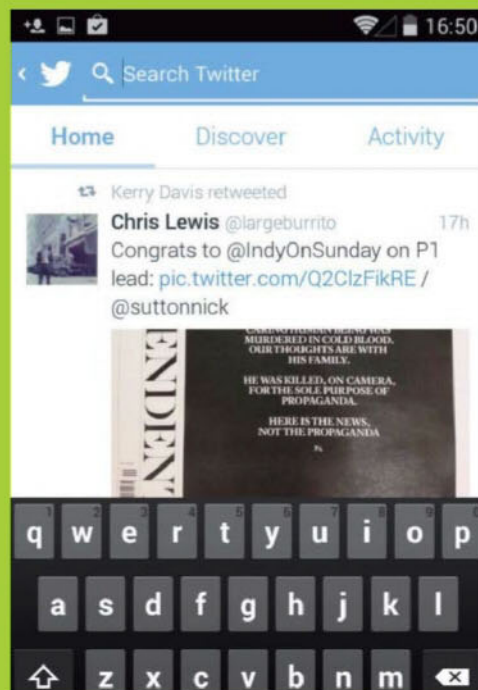 16:50
Search Twitter
Home Discover Activity
Kerry Davis retweeted
Chris Lewis @largeburrito 17h
Congrats to @IndyOnSunday on P1
lead: pic.twitter.com/Q2ClzFikRE /
@suttonnick
MURDERED IN COLD BLOOD,
OUR THOUGHTS ARE WITH
HIS FAMILY.
HE WAS KILLED, ON CAMERA,
FOR THE SOLE PURPOSE OF
PROPAGANDA.
HERE IS THE NEWS,
NOT THE PROPAGANDA
ENDENT
q w e r t y u i o p
a s d f g h j k l
z x c v b n m